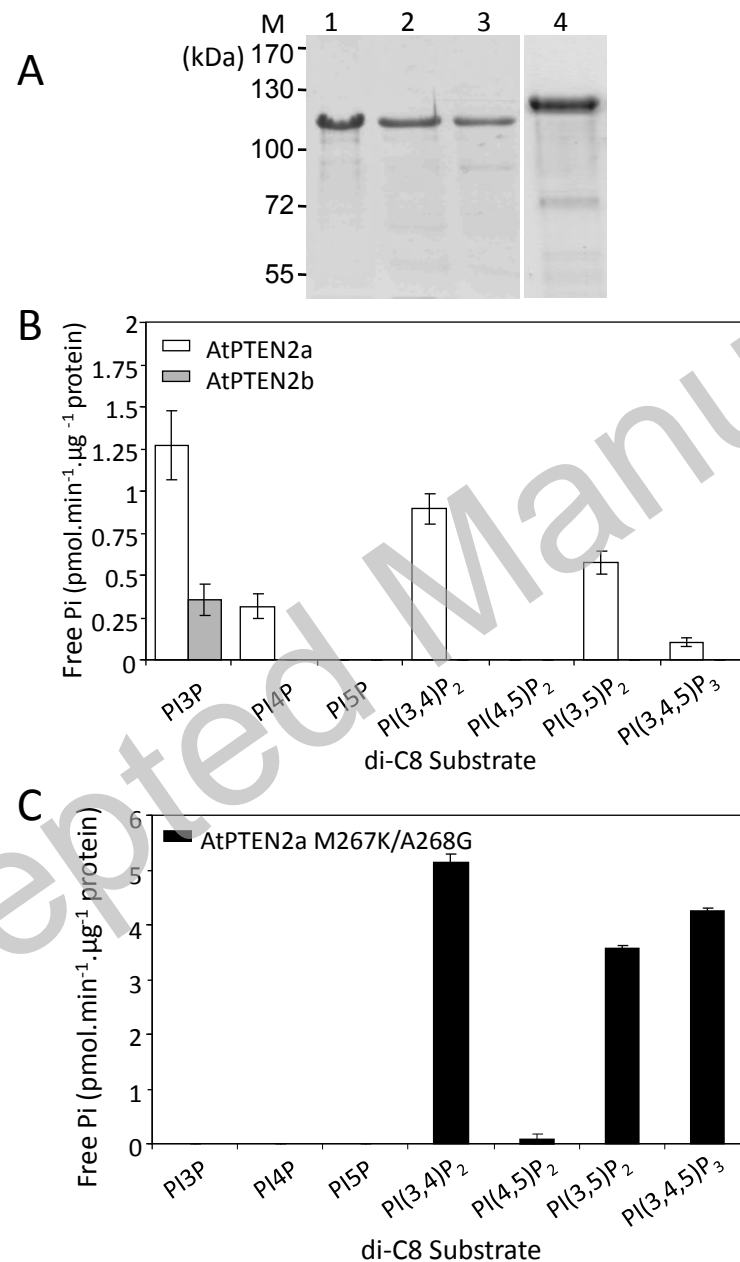 A
M 1 2 3 4
(kDa) 170
130
100
72
55
B
Free Pi (pmol.min⁻¹.µg ⁻¹ protein)
2
1.75
1.5
1.25
1
0.75
0.5
0.25
0
AtPTEN2a
AtPTEN2b
PI3P PI4P PI5P PI(3,4)P₂ PI(4,5)P₂ PI(3,5)P₂ PI(3,4,5)P₃
di-C8 Substrate
C
Free Pi (pmol.min⁻¹.µg⁻¹ protein)
6
5
4
3
2
1
0
AtPTEN2a M267K/A268G
PI3P PI4P PI5P PI(3,4)P₂ PI(4,5)P₂ PI(3,5)P₂ PI(3,4,5)P₃
di-C8 Substrate
epted Manu